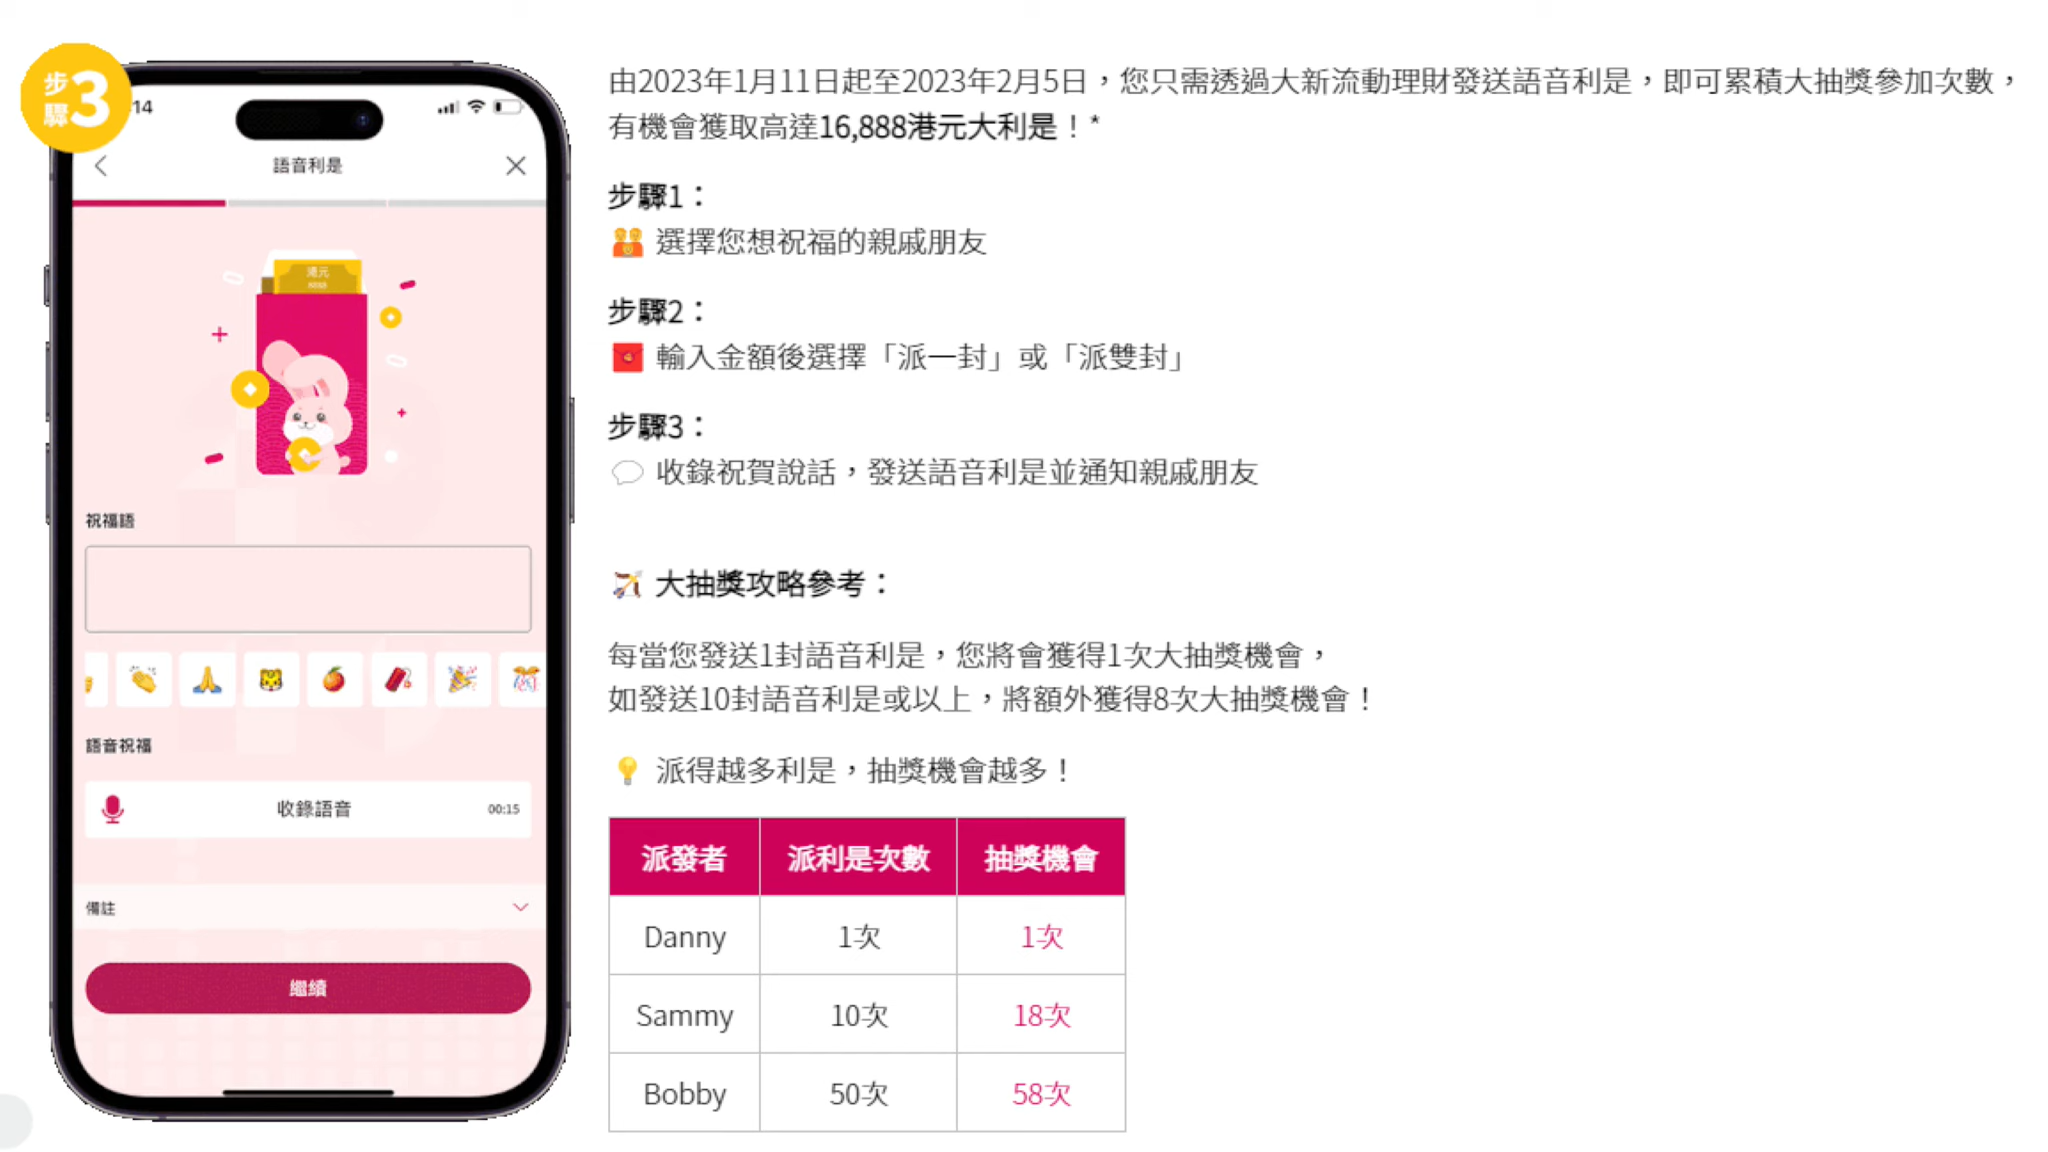 步
驟3
14
語音利是
港元
祝福語
語音祝福
收錄語音 00:15
備註
繼續
由2023年1月11日起至2023年2月5日，您只需透過大新流動理財發送語音利是，即可累積大抽獎參加次數，
有機會獲取高達16,888港元大利是！*
步驟1：
選擇您想祝福的親戚朋友
步驟2：
輸入金額後選擇「派一封」或「派雙封」
步驟3：
收錄祝賀說話，發送語音利是並通知親戚朋友
大抽獎攻略參考：
每當您發送1封語音利是，您將會獲得1次大抽獎機會，
如發送10封語音利是或以上，將額外獲得8次大抽獎機會！
派得越多利是，抽獎機會越多！
派發者 派利是次數 抽獎機會
Danny 1次 1次
Sammy 10次 18次
Bobby 50次 58次